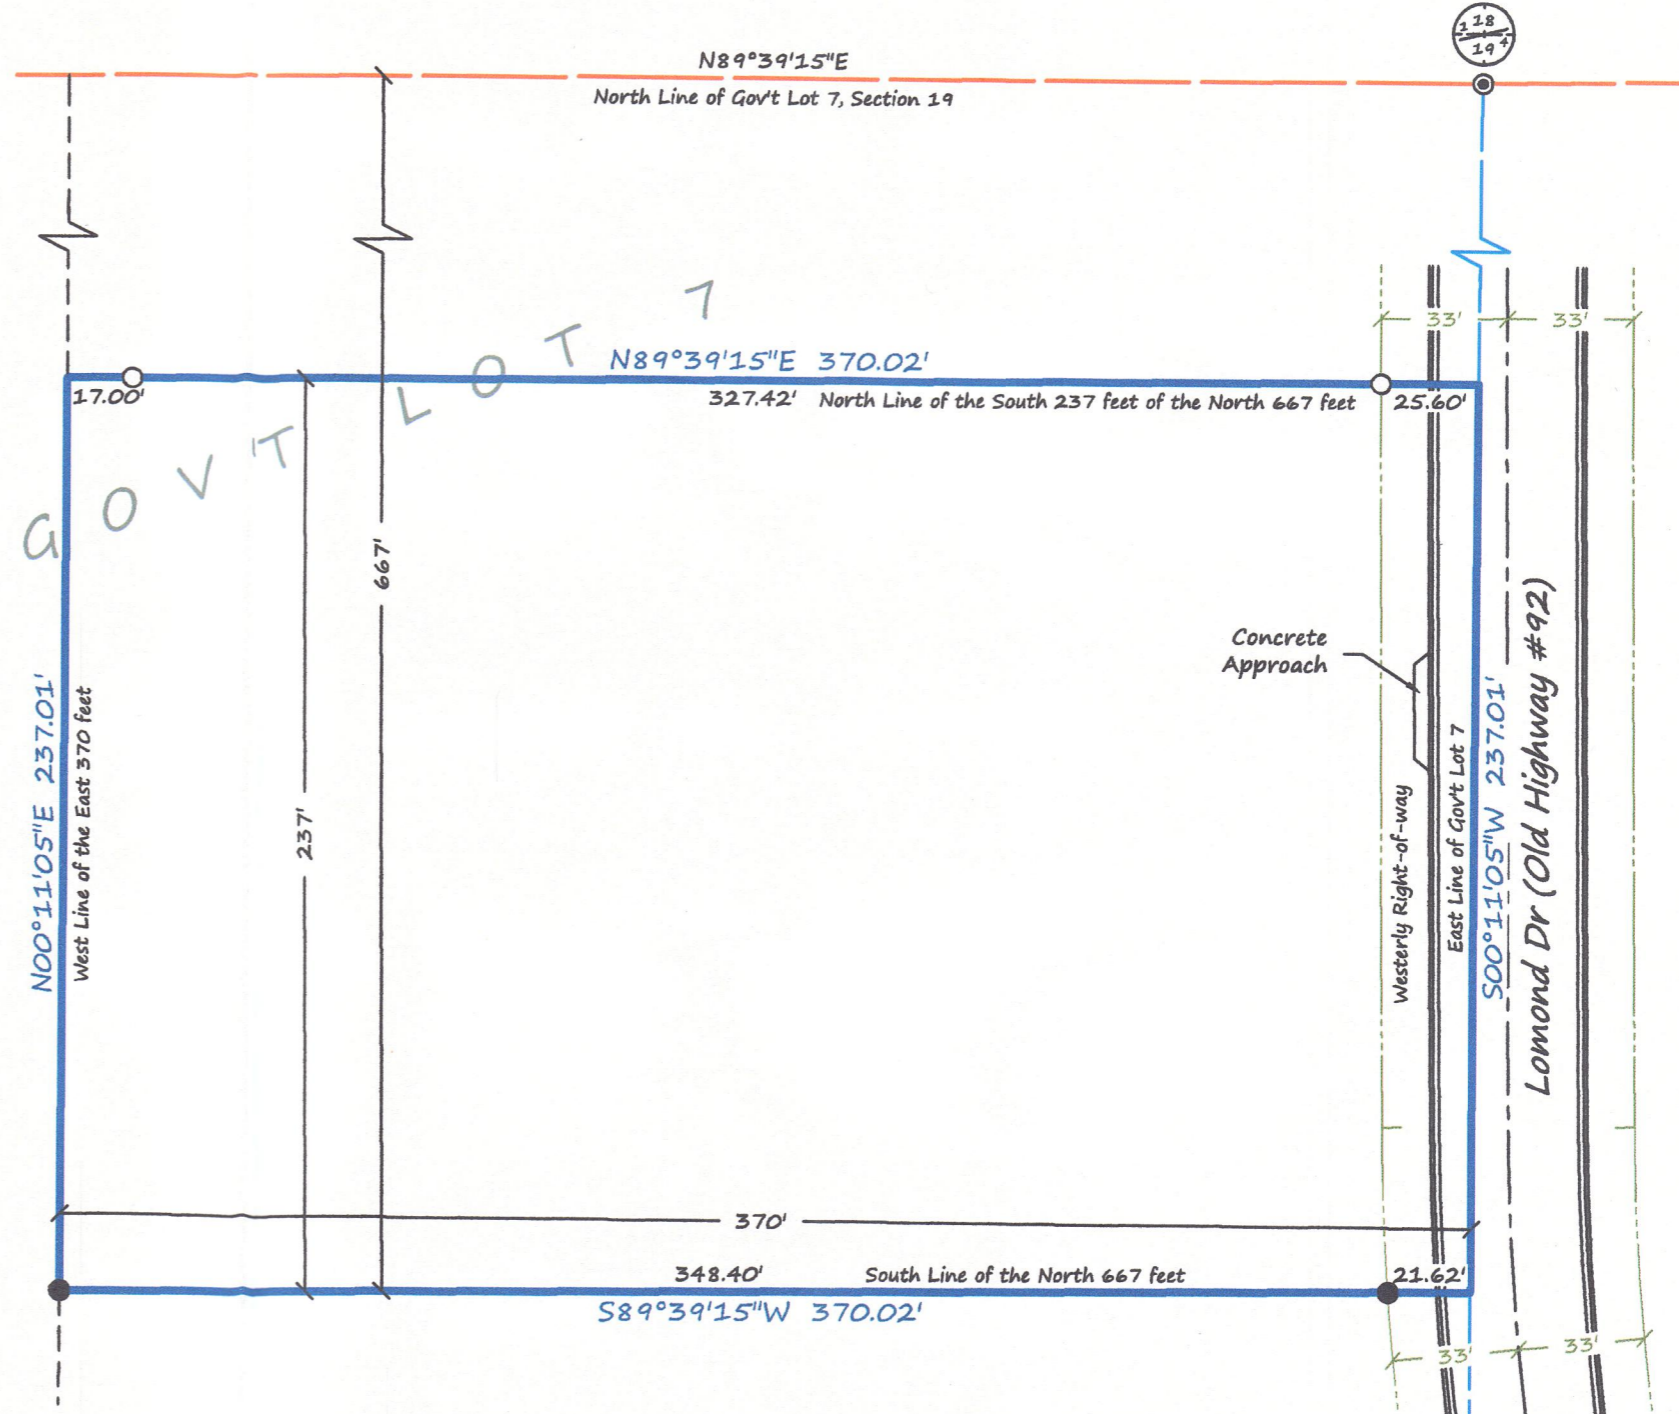 1 18
19 4
N89°39'15"E
North Line of Gov't Lot 7, Section 19
33' 33'
GOV'T LOT 7
N89°39'15"E 370.02'
17.00'
327.42' North Line of the South 237 feet of the North 667 feet
25.60'
667'
237'
Concrete
Approach
N00°11'05"E 237.01'
West Line of the East 370 feet
Westerly Right-of-way
East Line of Gov't Lot 7
S00°11'05"W 237.01'
Lomond Dr (Old Highway #92)
370'
348.40' South Line of the North 667 feet
21.62'
S89°39'15"W 370.02'
33' 33'